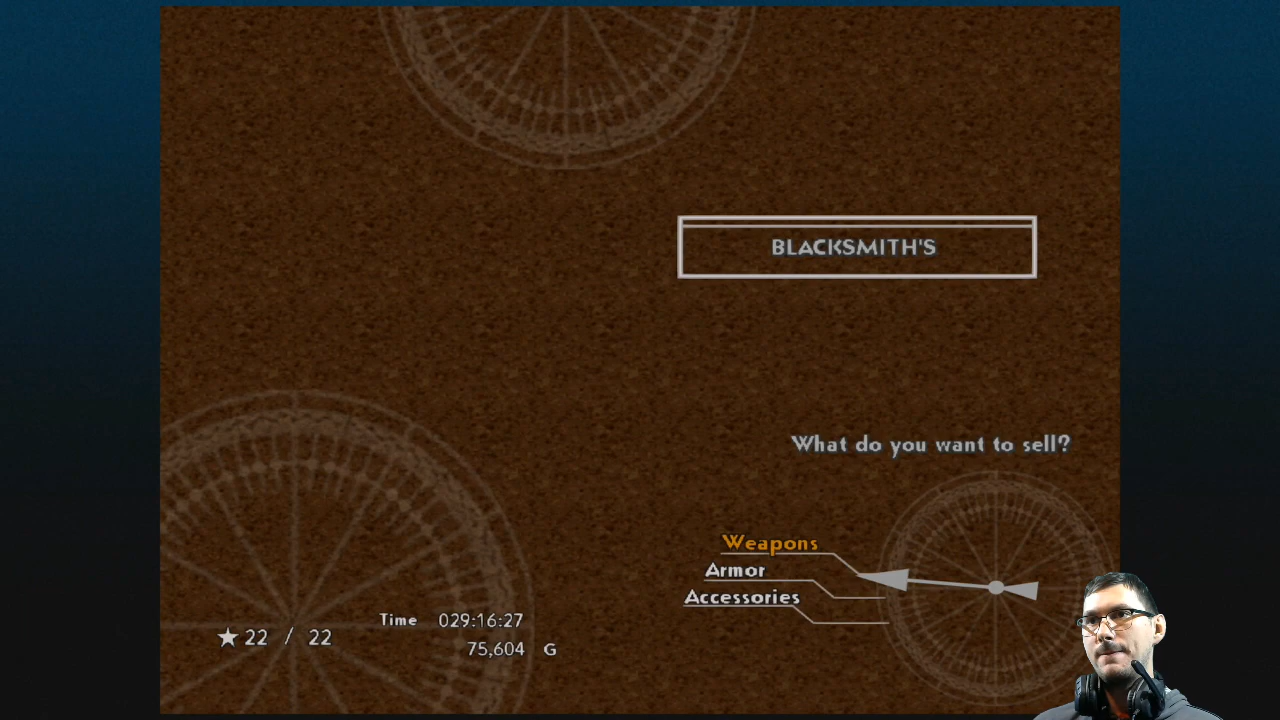 BLACKSMITH'S
What do you want to sell?
Weapons
Armor
Accessories
Time 029:16:27
★ 22 / 22
75,604 G